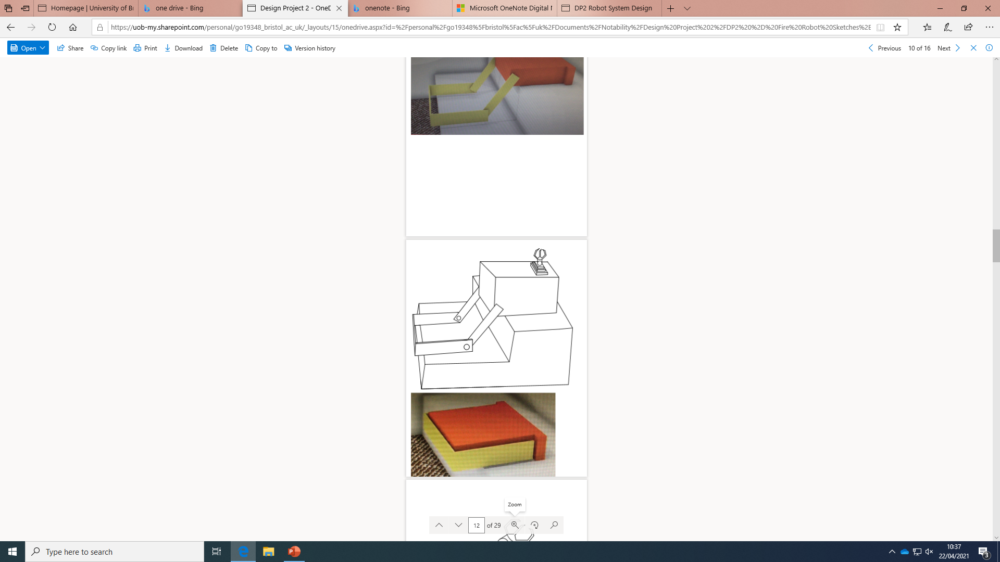 Homepage | University of Br
one drive - Bing
Design Project 2 - OneD
onenote - Bing
Microsoft OneNote Digital N
DP2 Robot System Design
https://uob-my.sharepoint.com/personal/go19348_bristol_ac_uk/_layouts/15/onedrive.aspx?id=%2Fpersonal%2Fgo19348%5Fbristol%5Fac%5Fuk%2FDocuments%2FNotability%2FDesign%20Project%202%2FDP2%20%2D%20Fire%20Robot%20Sketches%2E
Open
Share
Copy link
Print
Download
Delete
Copy to
Version history
Previous
10 of 16
Next
Zoom
12 of 29
Type here to search
10:37
22/04/2021
3